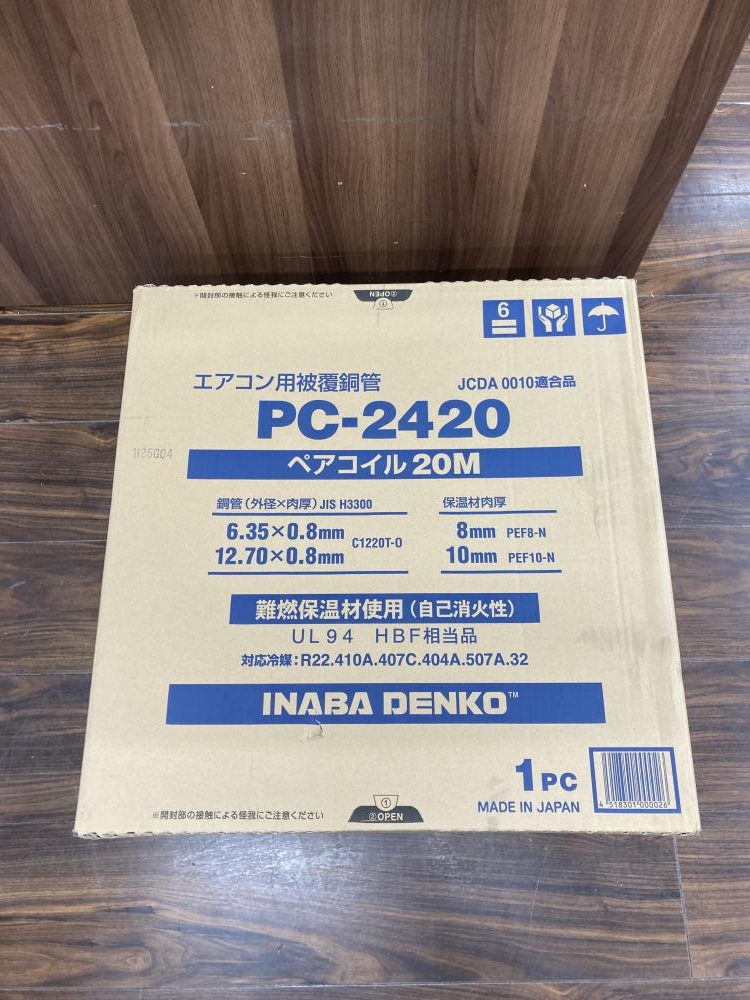 ※開封部の接触による怪我にご注意ください
②OPEN
①
6
エアコン用被覆銅管
JCDA 0010適合品
PC-2420
ペアコイル 20M
1126G04
銅管（外径×肉厚）JIS H3300
6.35×0.8mm
12.70×0.8mm
C1220T-O
保温材肉厚
8mm PEF8-N
10mm PEF10-N
難燃保温材使用（自己消火性）
UL94 HBF相当品
対応冷媒：R22.410A.407C.404A.507A.32
INABA DENKO™
1PC
MADE IN JAPAN
4 518301 000026
※開封部の接触による怪我にご注意ください
①
②OPEN